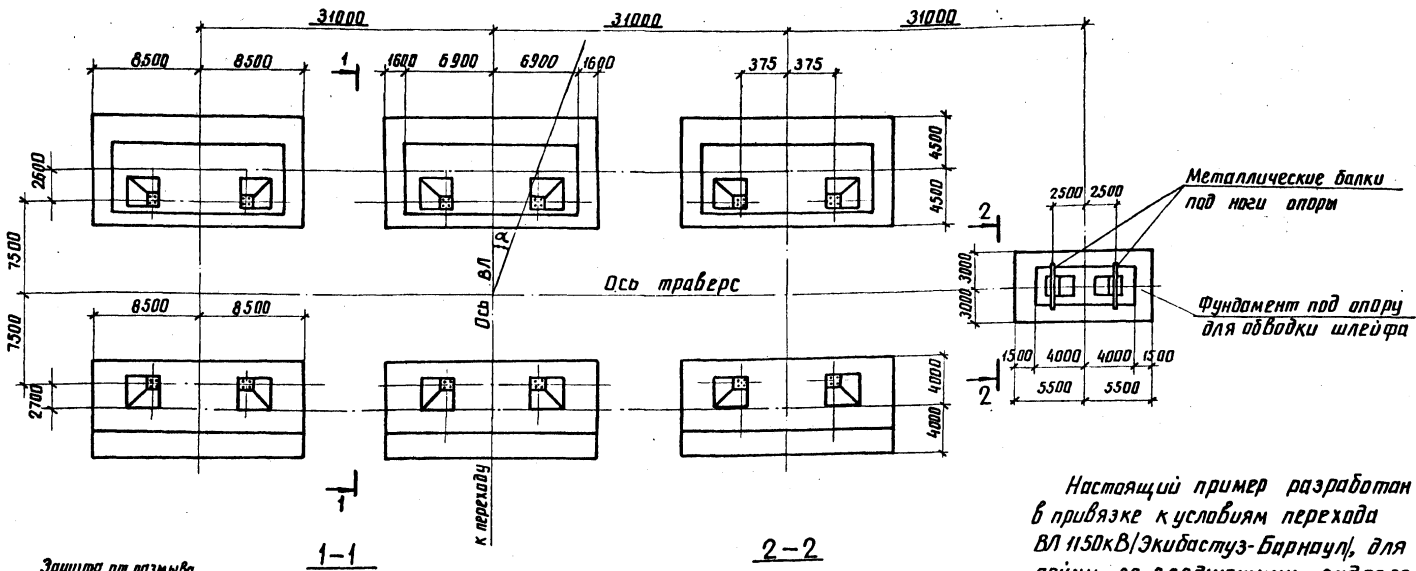 31000 31000 31000
8500 8500 1 1600 6900 6900 1600 375 375
2600 4500
4500
7500
7500
2700
Металлические балки
под ноги опоры
2500 2500
2
3000
3000
Ось траверс
Ось ВЛ
α
8500 8500
Фундамент под опору
для обводки шлейфа
1500 4000 4000 1500
5500 5500
2
4000
4000
1
к переходу
Настоящий пример разработан
в привязке к условиям перехода
ВЛ 1150кВ/Экибастуз-Барнаул/, для
Защита от размыва
1-1
2-2